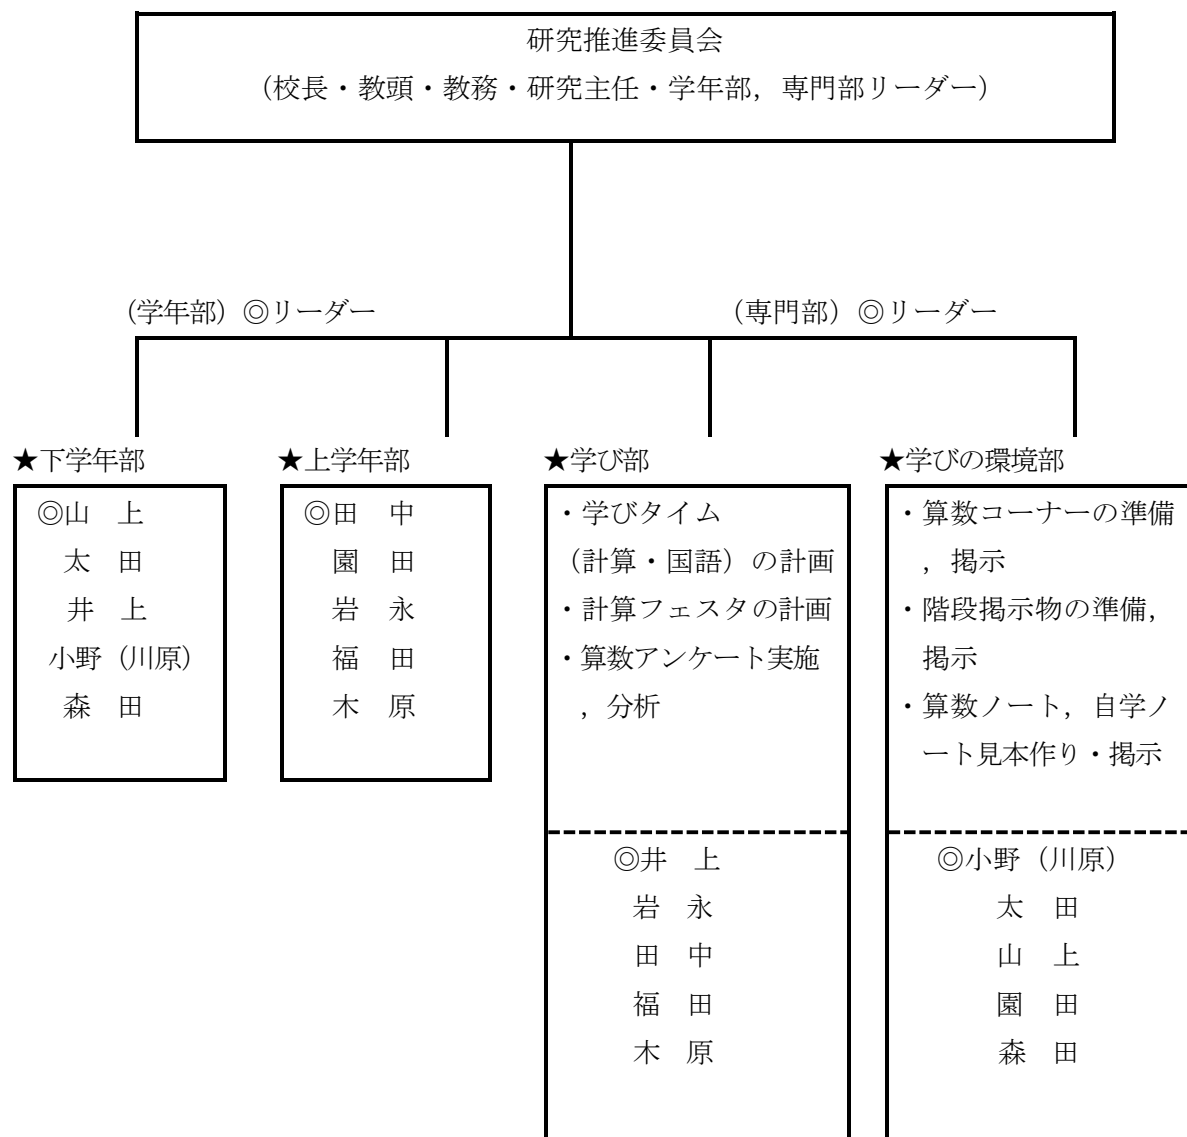 研究推進委員会
（校長・教頭・教務・研究主任・学年部，専門部リーダー）
（学年部）◎リーダー
（専門部）◎リーダー
★下学年部
◎山　上
太　田
井　上
小野（川原）
森　田
★上学年部
◎田　中
園　田
岩　永
福　田
木　原
★学び部
・学びタイム
（計算・国語）の計画
・計算フェスタの計画
・算数アンケート実施
，分析
◎井　上
岩　永
田　中
福　田
木　原
★学びの環境部
・算数コーナーの準備
，掲示
・階段掲示物の準備，
掲示
・算数ノート，自学ノ
ート見本作り・掲示
◎小野（川原）
太　田
山　上
園　田
森　田